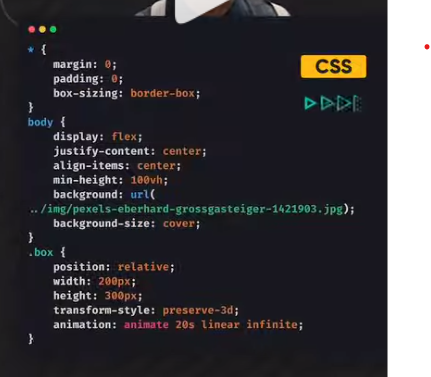 * {
margin: 0;
padding: 0;
box-sizing: border-box;
}
body {
display: flex;
justify-content: center;
align-items: center;
min-height: 100vh;
background: url(
../img/pexels-eberhard-grossgasteiger-1421903.jpg);
background-size: cover;
}
.box {
position: relative;
width: 200px;
height: 300px;
transform-style: preserve-3d;
animation: animate 20s linear infinite;
}
CSS